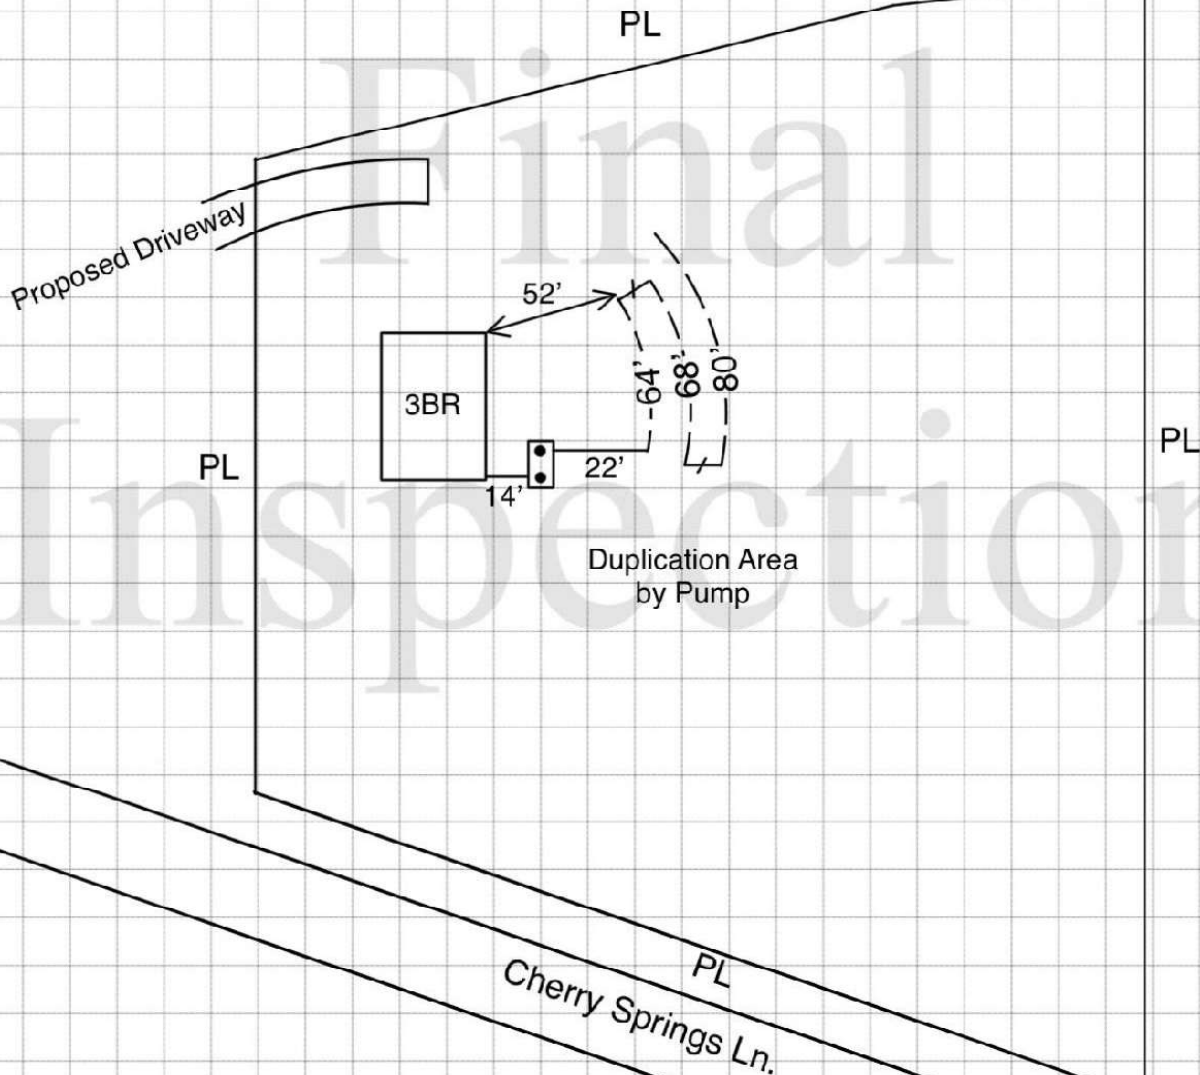 PL
Final
Proposed Driveway
52'
64'
68'
80'
3BR
PL
PL
22'
14'
Inspection
Duplication Area
by Pump
PL
Cherry Springs Ln.